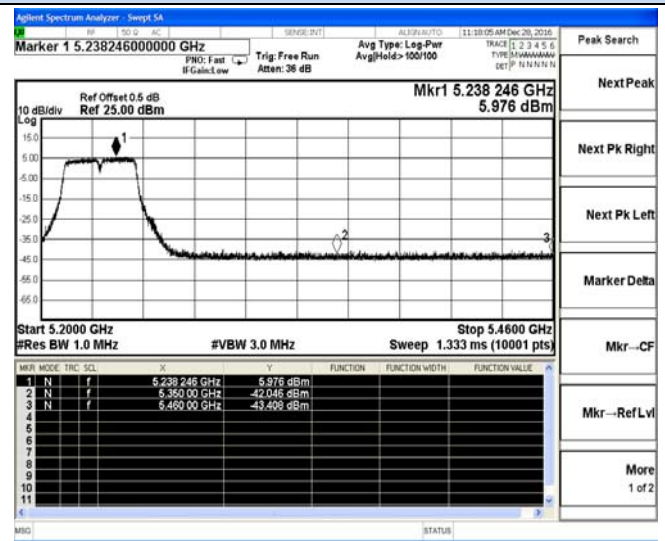 Agilent Spectrum Analyzer - Swept SA
RF 50 Ω AC SENSE:INT ALIGN AUTO 11:18:05 AM Dec 28, 2016
Marker 1 5.238246000000 GHz
PNO: Fast
IFGain:Low
Trig: Free Run
Atten: 36 dB
Avg Type: Log-Pwr
Avg|Hold:> 100/100
TRACE 1 2 3 4 5 6
TYPE MWWWWW
DET P N N N N N
Peak Search
Next Peak
Next Pk Right
Next Pk Left
Marker Delta
Mkr→CF
Mkr→RefLvl
More
1 of 2
Ref Offset 0.5 dB
10 dB/div Ref 25.00 dBm
Mkr1 5.238 246 GHz
5.976 dBm
Log
15.0
5.00
-5.00
-15.0
-25.0
-35.0
-45.0
-55.0
-65.0
1
2
3
Start 5.2000 GHz Stop 5.4600 GHz
#Res BW 1.0 MHz #VBW 3.0 MHz Sweep 1.333 ms (10001 pts)
MKR MODE TRC SCL X Y FUNCTION FUNCTION WIDTH FUNCTION VALUE
1 N f 5.238 246 GHz 5.976 dBm
2 N f 5.350 00 GHz -42.046 dBm
3 N f 5.460 00 GHz -43.408 dBm
4
5
6
7
8
9
10
11
MSG STATUS